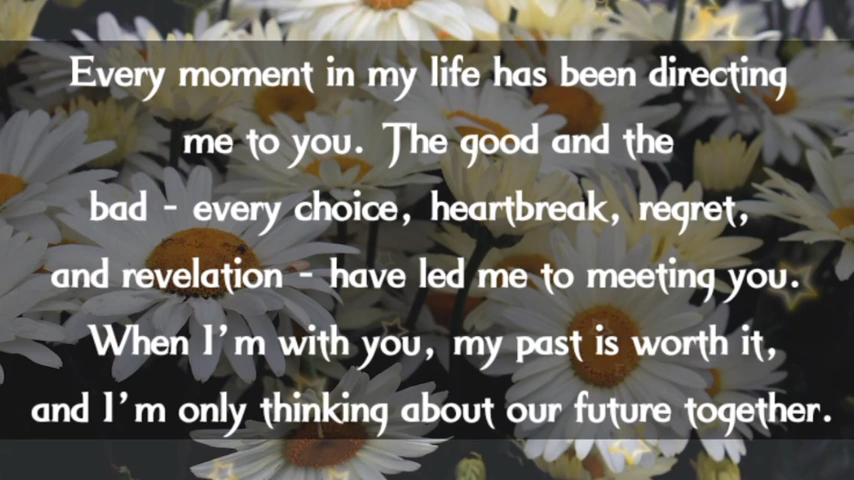 Every moment in my life has been directing
me to you. The good and the
bad - every choice, heartbreak, regret,
and revelation - have led me to meeting you.
When I'm with you, my past is worth it,
and I'm only thinking about our future together.